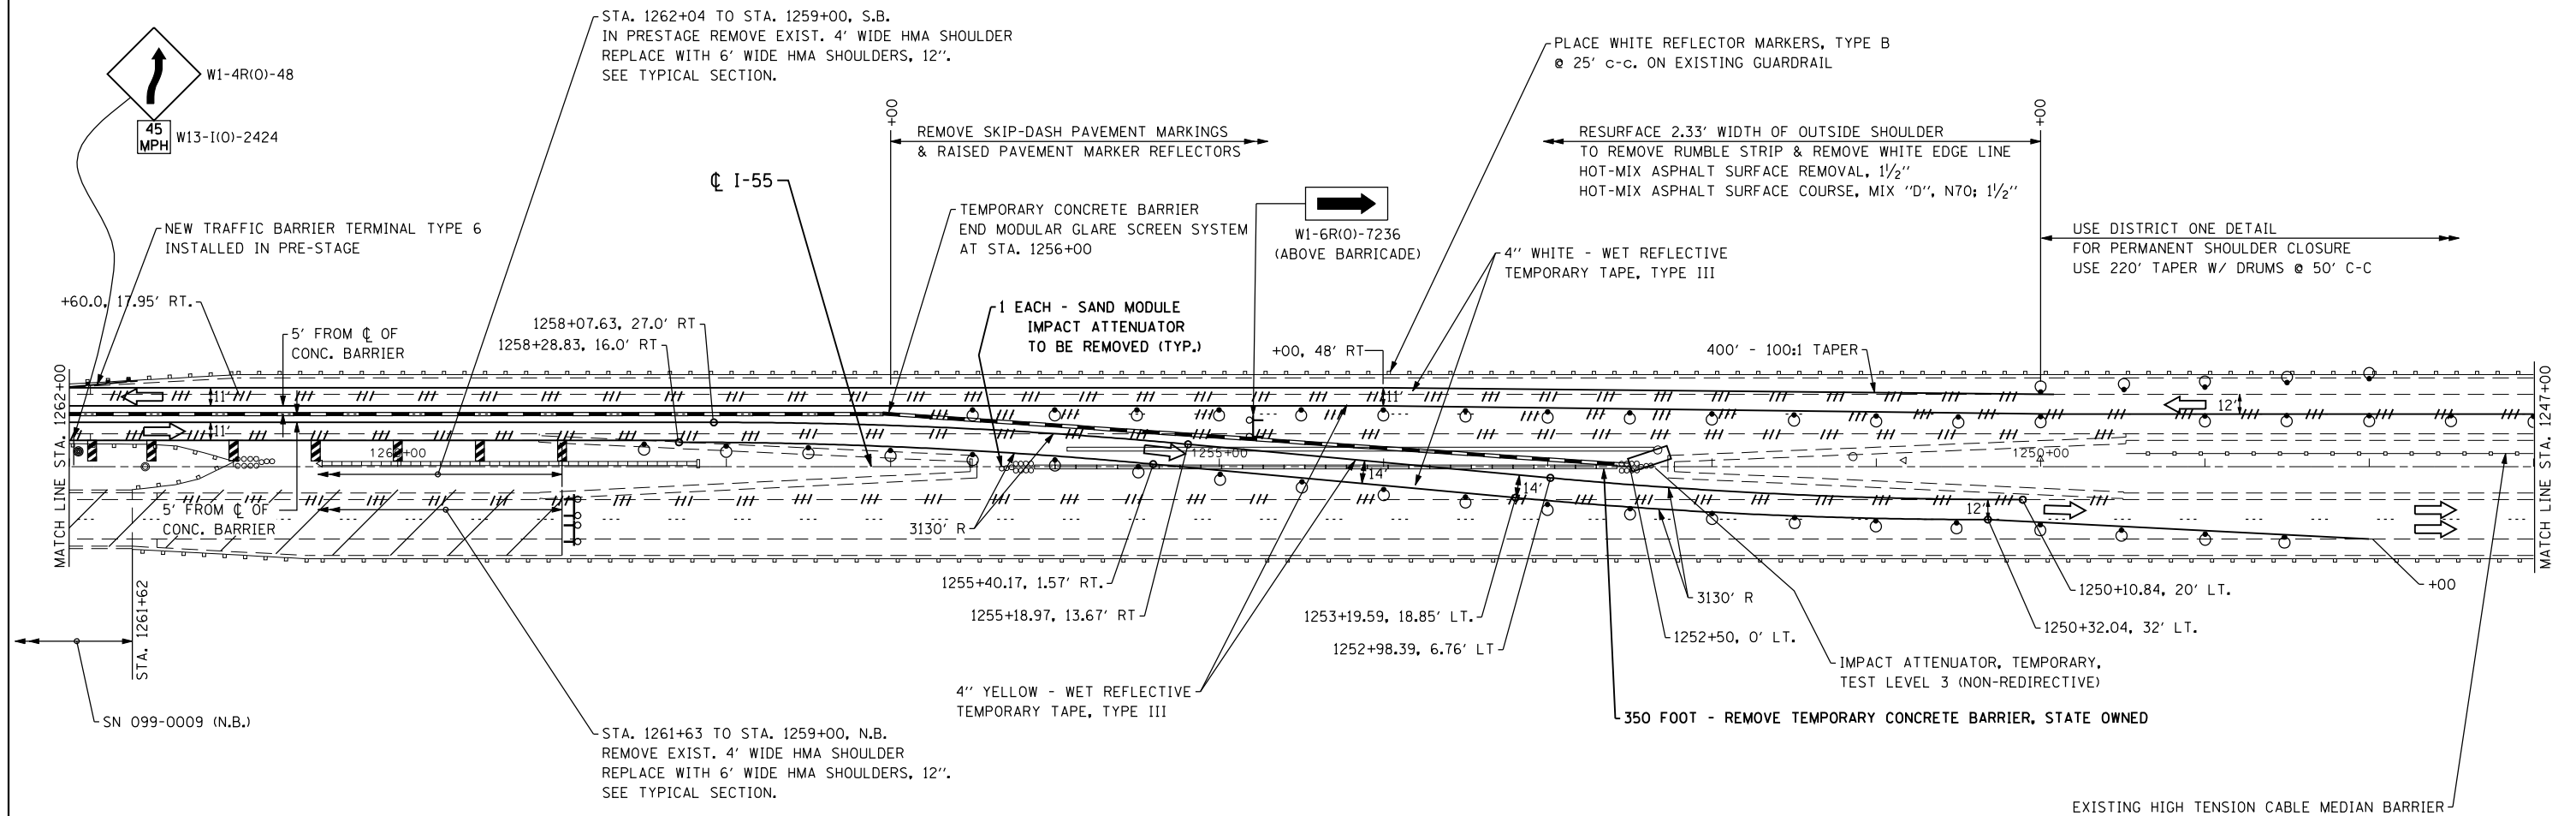 STA. 1262+04 TO STA. 1259+00, S.B.
IN PRESTAGE REMOVE EXIST. 4' WIDE HMA SHOULDER
REPLACE WITH 6' WIDE HMA SHOULDERS, 12".
SEE TYPICAL SECTION.
W1-4R(O)-48
45
MPH
W13-I(O)-2424
PLACE WHITE REFLECTOR MARKERS, TYPE B
@ 25' c-c. ON EXISTING GUARDRAIL
+00
REMOVE SKIP-DASH PAVEMENT MARKINGS
& RAISED PAVEMENT MARKER REFLECTORS
+00
RESURFACE 2.33' WIDTH OF OUTSIDE SHOULDER
TO REMOVE RUMBLE STRIP & REMOVE WHITE EDGE LINE
HOT-MIX ASPHALT SURFACE REMOVAL, 1½"
HOT-MIX ASPHALT SURFACE COURSE, MIX "D", N70; 1½"
℄ I-55
NEW TRAFFIC BARRIER TERMINAL TYPE 6
INSTALLED IN PRE-STAGE
TEMPORARY CONCRETE BARRIER
END MODULAR GLARE SCREEN SYSTEM
AT STA. 1256+00
W1-6R(O)-7236
(ABOVE BARRICADE)
4" WHITE - WET REFLECTIVE
TEMPORARY TAPE, TYPE III
USE DISTRICT ONE DETAIL
FOR PERMANENT SHOULDER CLOSURE
USE 220' TAPER W/ DRUMS @ 50' C-C
+60.0, 17.95' RT.
5' FROM ℄ OF
CONC. BARRIER
1258+07.63, 27.0' RT
1258+28.83, 16.0' RT
1 EACH - SAND MODULE
IMPACT ATTENUATOR
TO BE REMOVED (TYP.)
+00, 48' RT
400' - 100:1 TAPER
MATCH LINE STA. 1262+00
MATCH LINE STA. 1247+00
11'
11'
12'
11'
1260+00
1255+00
1250+00
14'
14'
12'
5' FROM ℄ OF
CONC. BARRIER
3130' R
STA. 1261+62
1255+40.17, 1.57' RT.
1255+18.97, 13.67' RT
1253+19.59, 18.85' LT.
1252+98.39, 6.76' LT
3130' R
1252+50, 0' LT.
1250+10.84, 20' LT.
+00
1250+32.04, 32' LT.
IMPACT ATTENUATOR, TEMPORARY,
TEST LEVEL 3 (NON-REDIRECTIVE)
4" YELLOW - WET REFLECTIVE
TEMPORARY TAPE, TYPE III
350 FOOT - REMOVE TEMPORARY CONCRETE BARRIER, STATE OWNED
SN 099-0009 (N.B.)
STA. 1261+63 TO STA. 1259+00, N.B.
REMOVE EXIST. 4' WIDE HMA SHOULDER
REPLACE WITH 6' WIDE HMA SHOULDERS, 12".
SEE TYPICAL SECTION.
EXISTING HIGH TENSION CABLE MEDIAN BARRIER